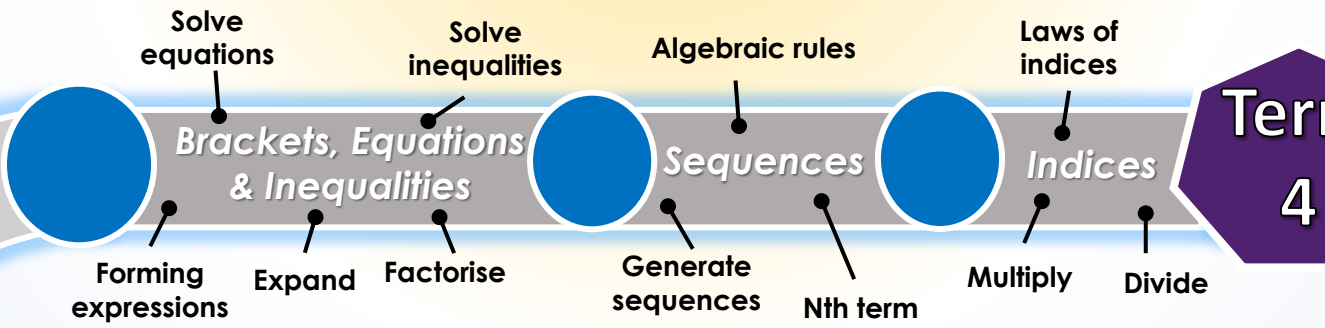 Solve
equations
Solve
inequalities
Algebraic rules
Laws of
indices
Brackets, Equations
& Inequalities
Sequences
Indices
Forming
expressions
Expand
Factorise
Generate
sequences
Nth term
Multiply
Divide
4